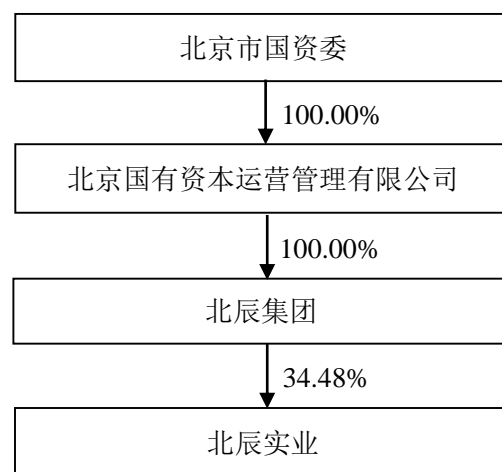 北京市国资委
100.00%
北京国有资本运营管理有限公司
100.00%
北辰集团
34.48%
北辰实业